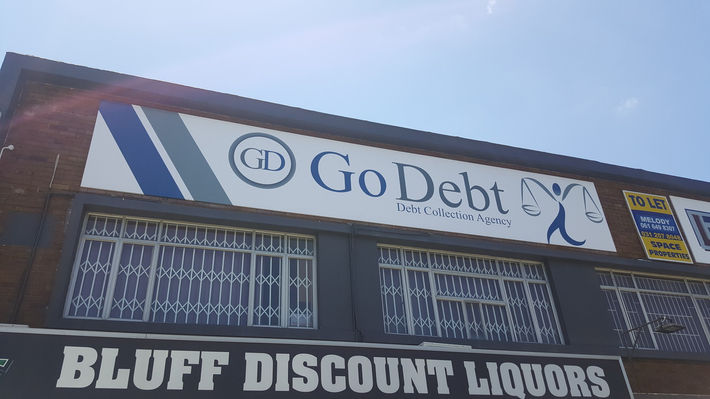 GD
Go Debt
Debt Collection Agency
TO LET
MELODY
SPACE
PROPERTIES
BLUFF DISCOUNT LIQUORS